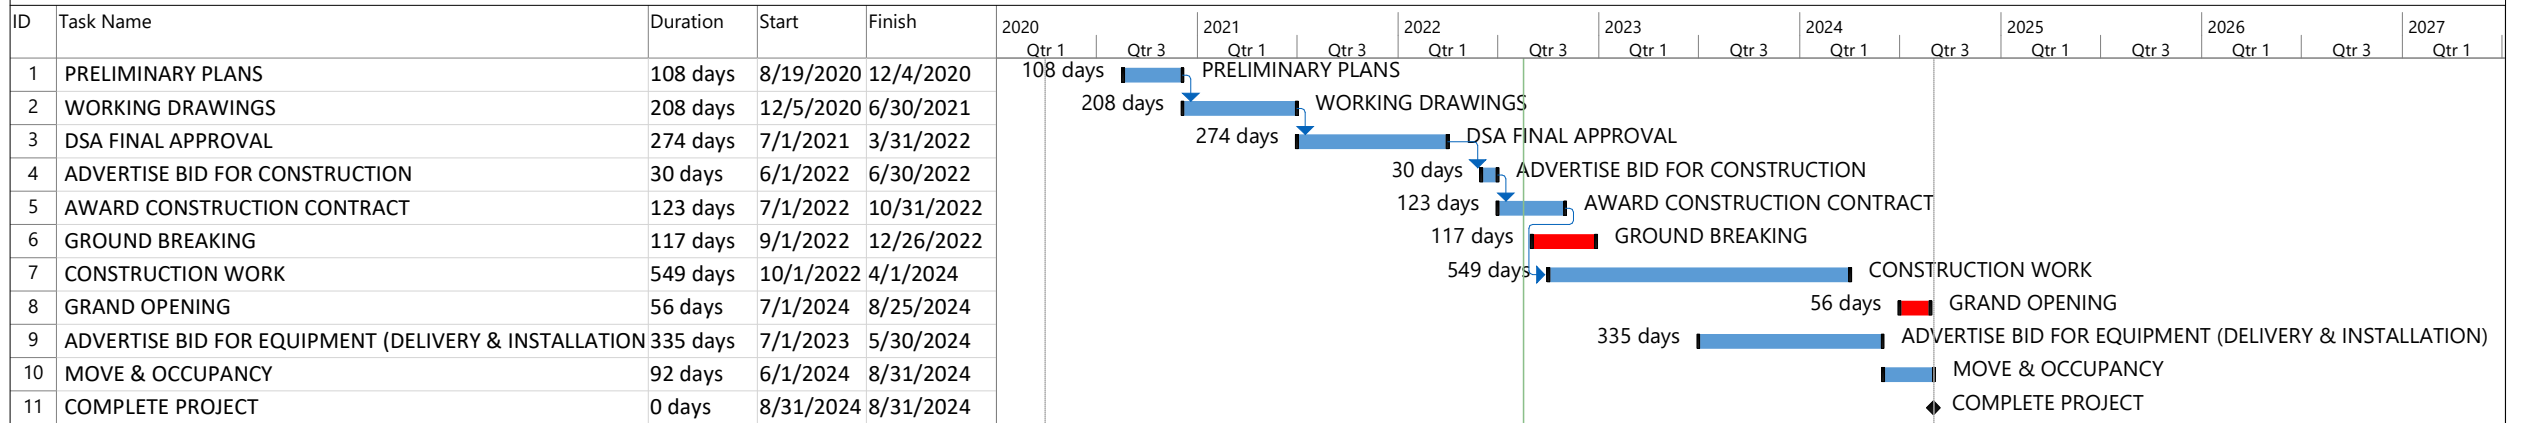 ID Task Name Duration Start Finish 2020 2021 2022 2023 2024 2025 2026 2027
Qtr 1 Qtr 3 Qtr 1 Qtr 3 Qtr 1 Qtr 3 Qtr 1 Qtr 3 Qtr 1 Qtr 3 Qtr 1 Qtr 3 Qtr 1 Qtr 3 Qtr 1
1 PRELIMINARY PLANS 108 days 8/19/2020 12/4/2020 108 days PRELIMINARY PLANS
2 WORKING DRAWINGS 208 days 12/5/2020 6/30/2021 208 days WORKING DRAWINGS
3 DSA FINAL APPROVAL 274 days 7/1/2021 3/31/2022 274 days DSA FINAL APPROVAL
4 ADVERTISE BID FOR CONSTRUCTION 30 days 6/1/2022 6/30/2022 30 days ADVERTISE BID FOR CONSTRUCTION
5 AWARD CONSTRUCTION CONTRACT 123 days 7/1/2022 10/31/2022 123 days AWARD CONSTRUCTION CONTRACT
6 GROUND BREAKING 117 days 9/1/2022 12/26/2022 117 days GROUND BREAKING
7 CONSTRUCTION WORK 549 days 10/1/2022 4/1/2024 549 days CONSTRUCTION WORK
8 GRAND OPENING 56 days 7/1/2024 8/25/2024 56 days GRAND OPENING
9 ADVERTISE BID FOR EQUIPMENT (DELIVERY & INSTALLATION 335 days 7/1/2023 5/30/2024 335 days ADVERTISE BID FOR EQUIPMENT (DELIVERY & INSTALLATION)
10 MOVE & OCCUPANCY 92 days 6/1/2024 8/31/2024 MOVE & OCCUPANCY
11 COMPLETE PROJECT 0 days 8/31/2024 8/31/2024 COMPLETE PROJECT